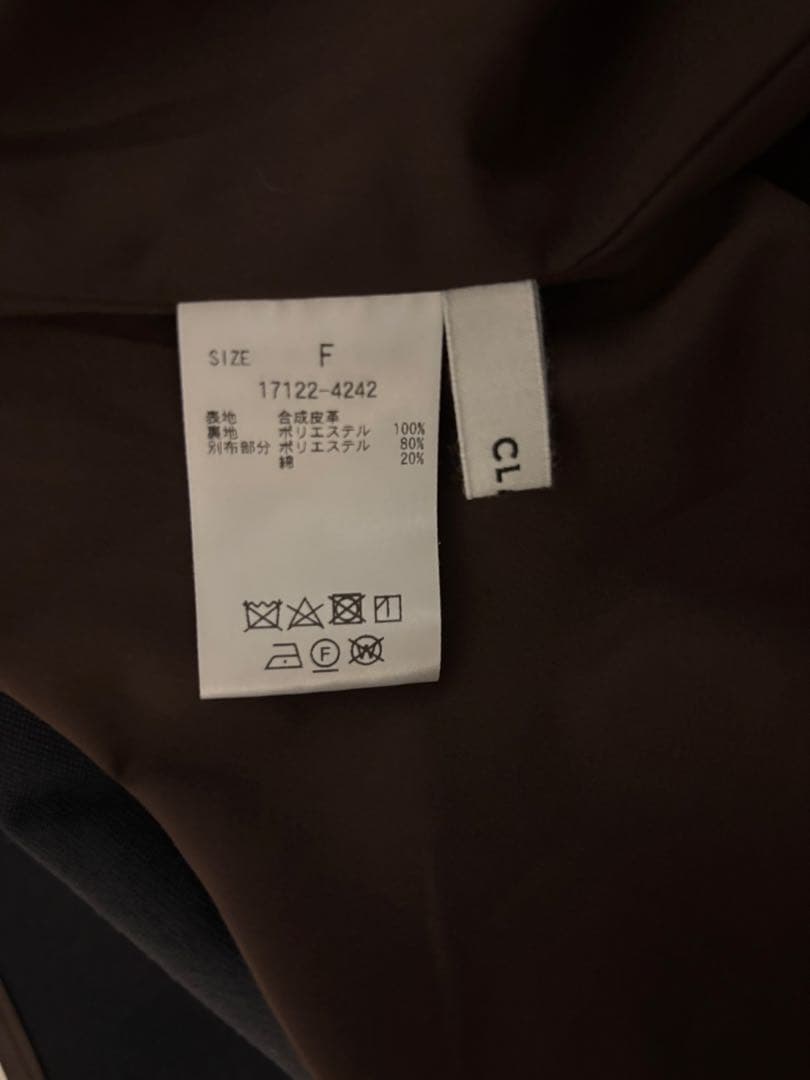 SIZE F
17122-4242
表地 合成皮革
裏地 ポリエステル 100%
別布部分 ポリエステル 80%
綿 20%
F
W
CL